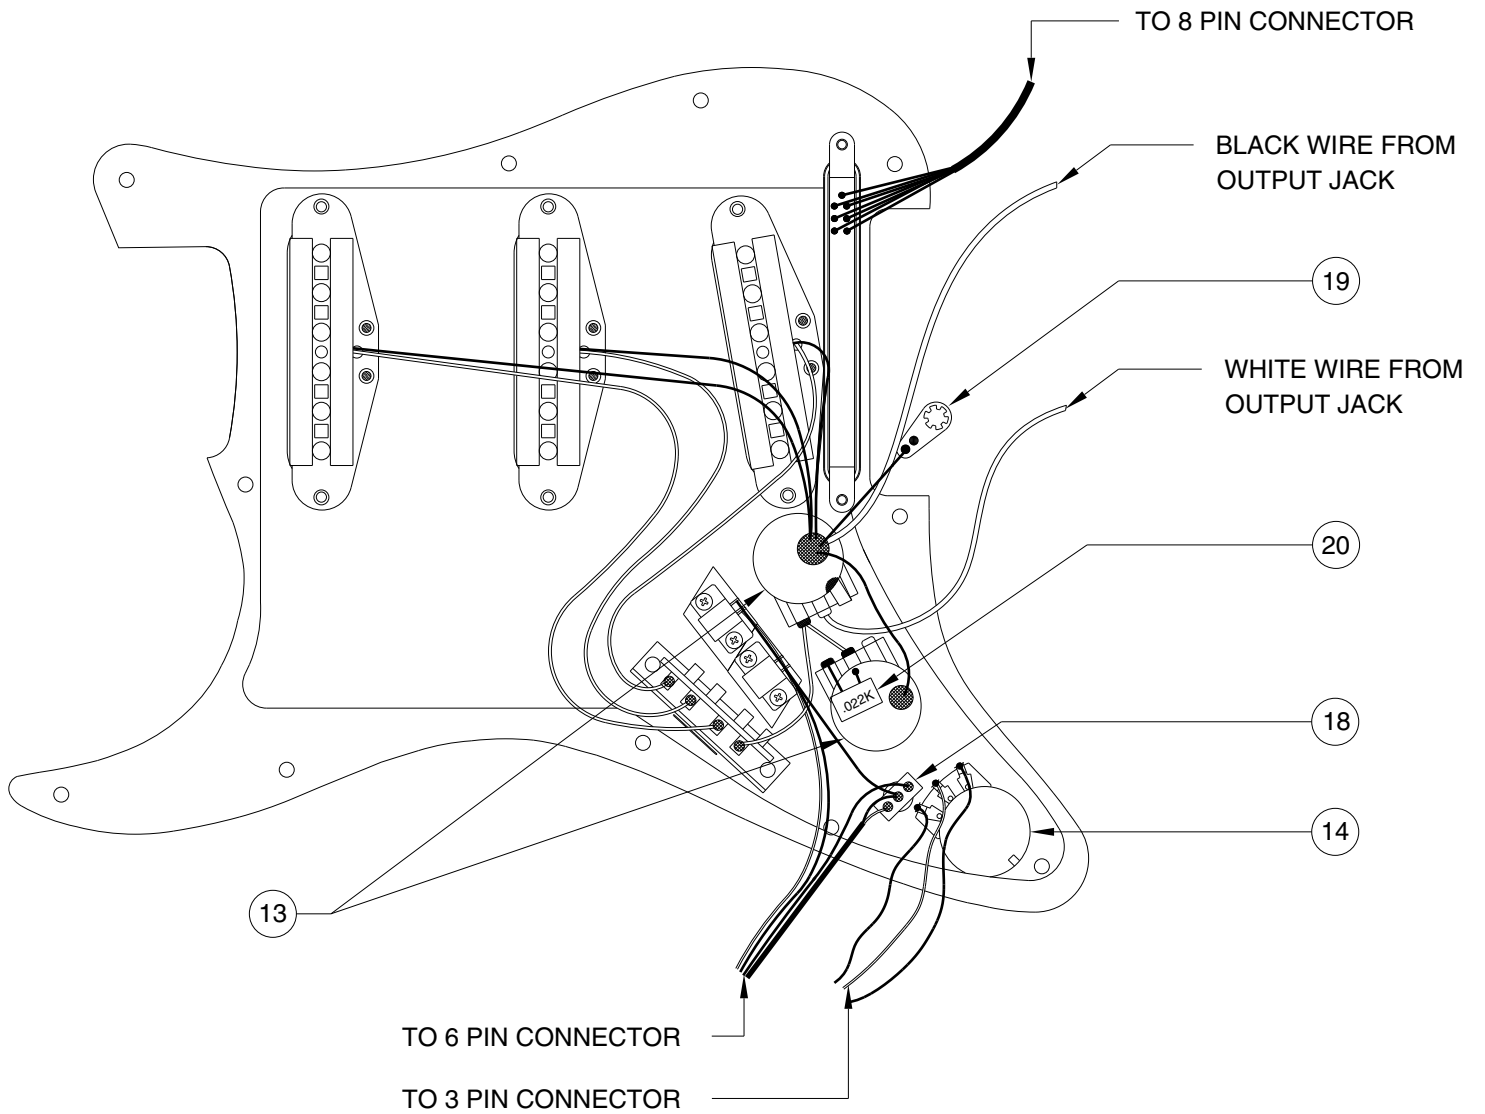 TO 8 PIN CONNECTOR
BLACK WIRE FROM
OUTPUT JACK
19
WHITE WIRE FROM
OUTPUT JACK
20
.022K
18
14
13
TO 6 PIN CONNECTOR
TO 3 PIN CONNECTOR